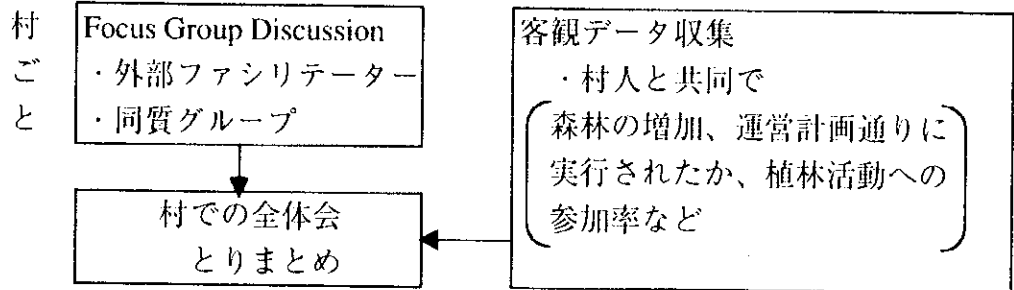 村ごと
Focus Group Discussion
・外部ファシリテーター
・同質グループ
村での全体会
とりまとめ
客観データ収集
・村人と共同で
森林の増加、運営計画通りに
実行されたか、植林活動への
参加率など